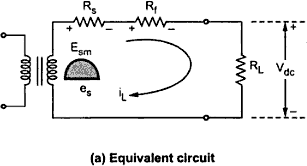 Rs Rf
+ − + −
Esm
es
iL
RL
+
Vdc
−
(a) Equivalent circuit